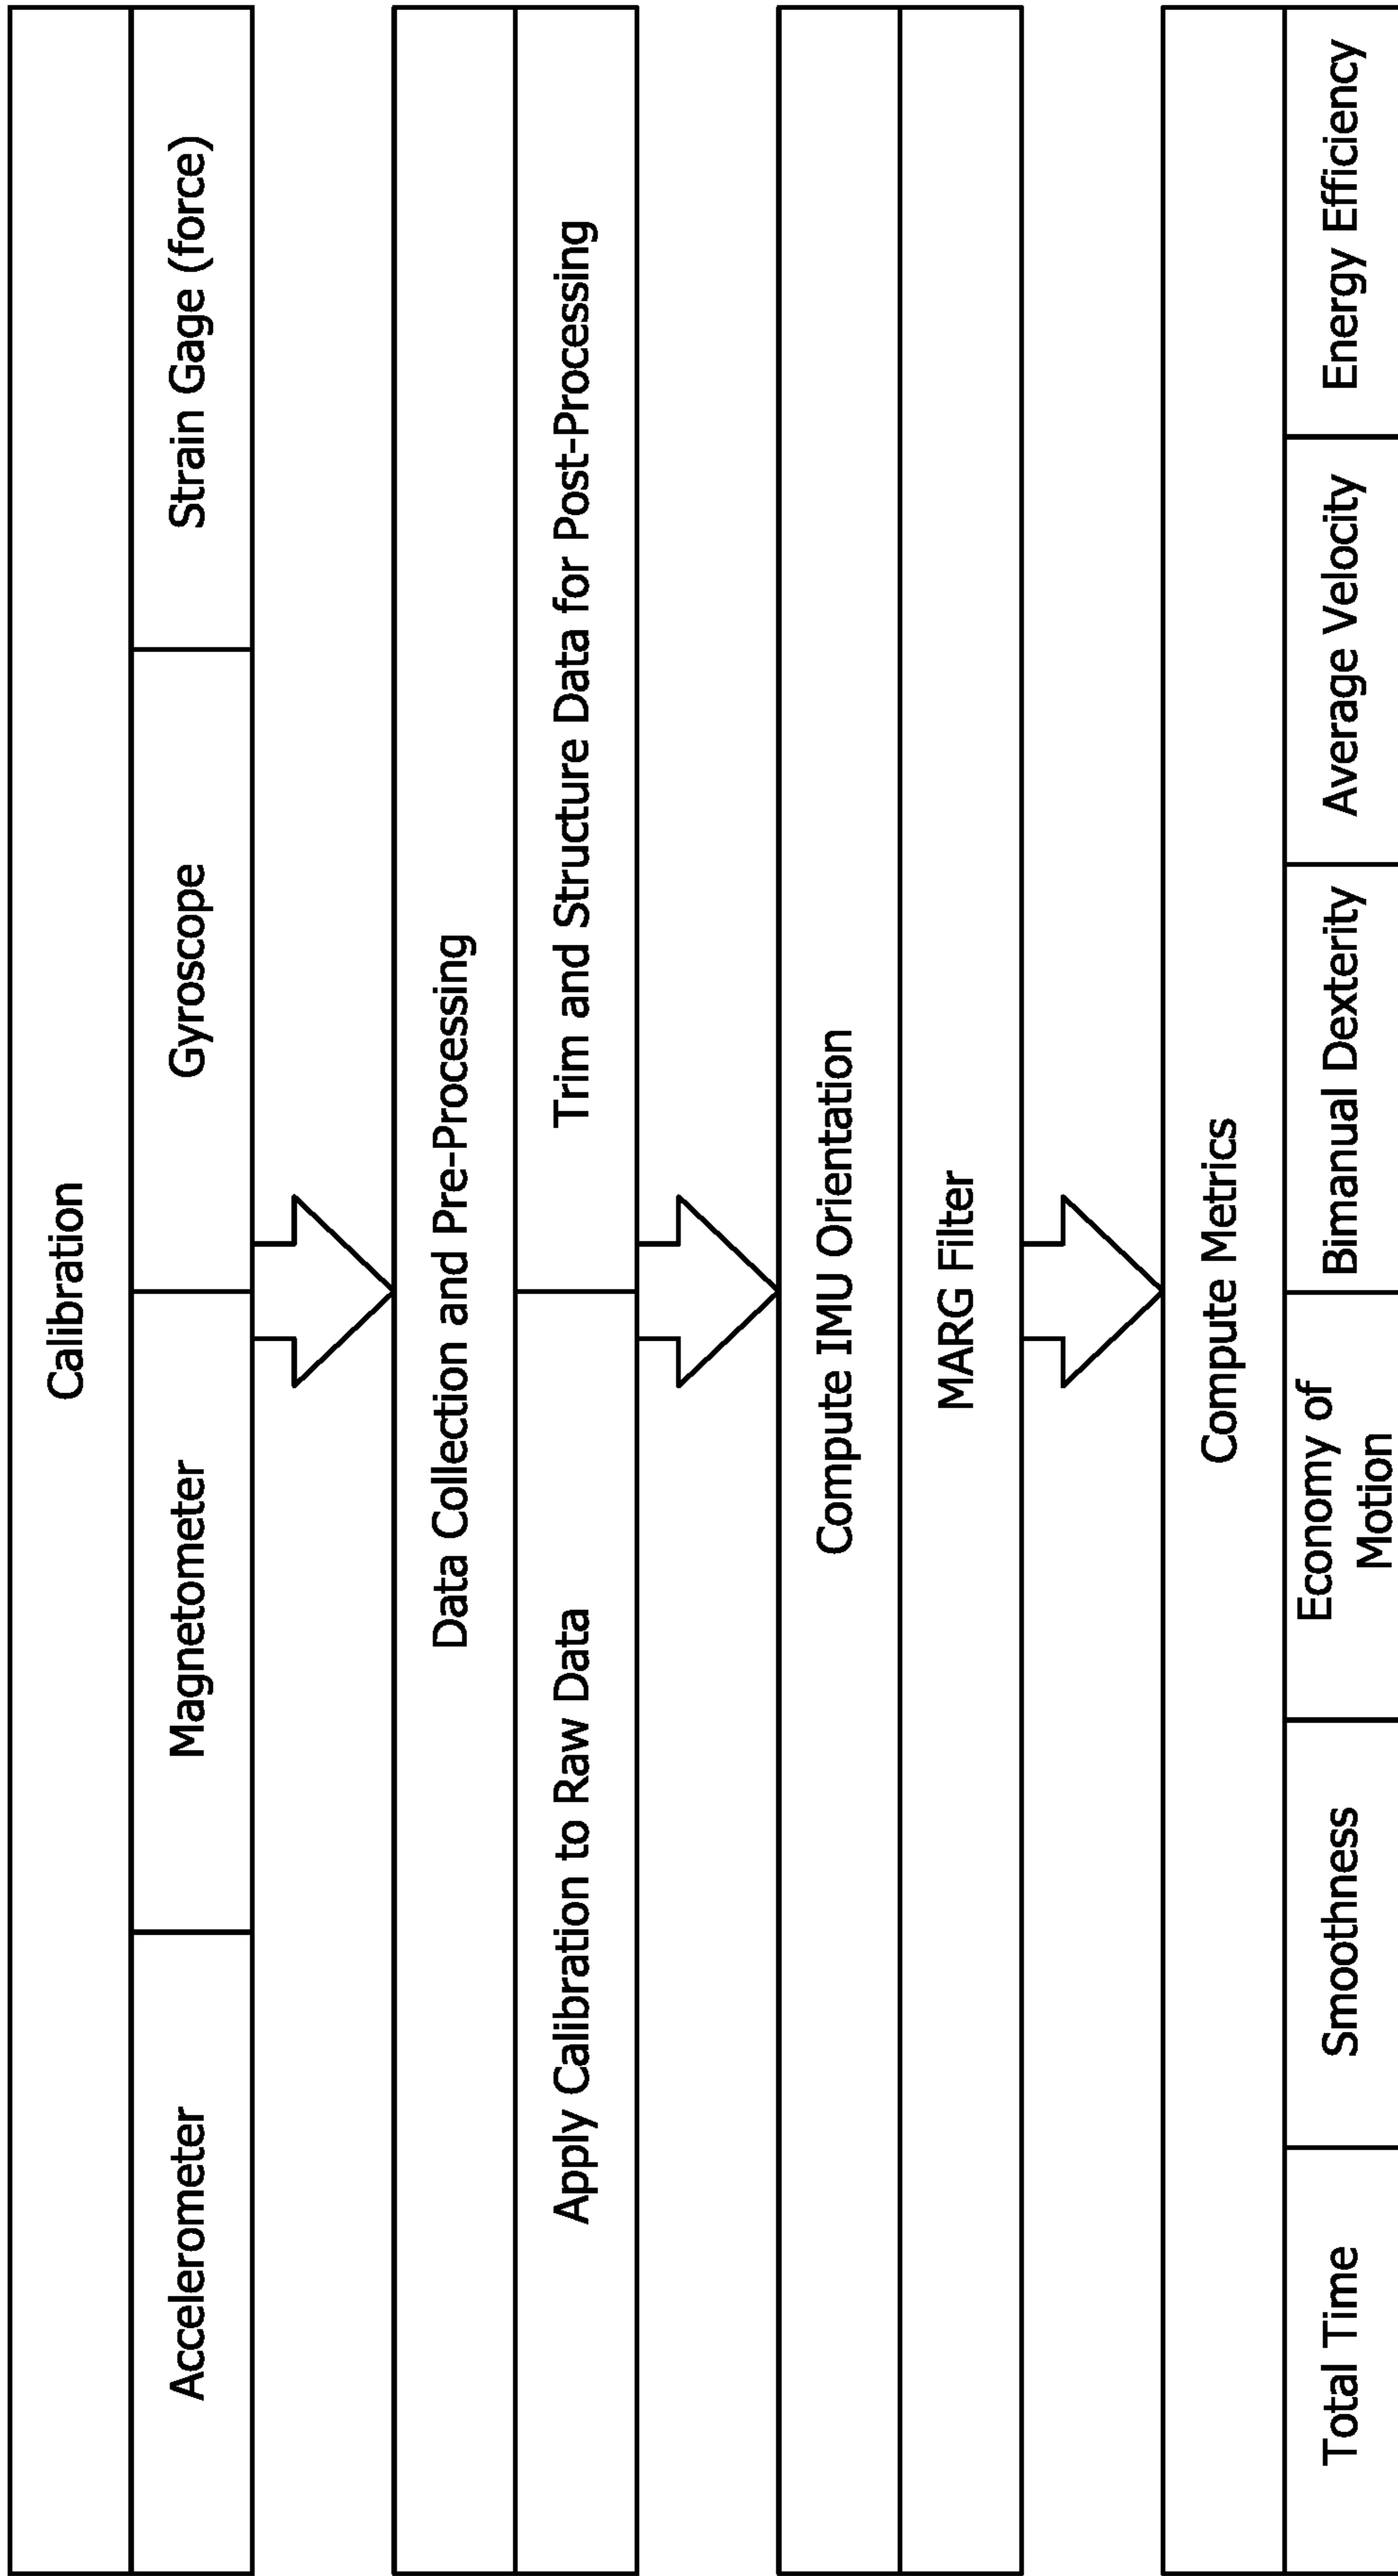 Calibration
Accelerometer
Magnetometer
Gyroscope
Strain Gage (force)
Data Collection and Pre-Processing
Apply Calibration to Raw Data
Trim and Structure Data for Post-Processing
Compute IMU Orientation
MARG Filter
Compute Metrics
Total Time
Smoothness
Economy of
Motion
Bimanual Dexterity
Average Velocity
Energy Efficiency